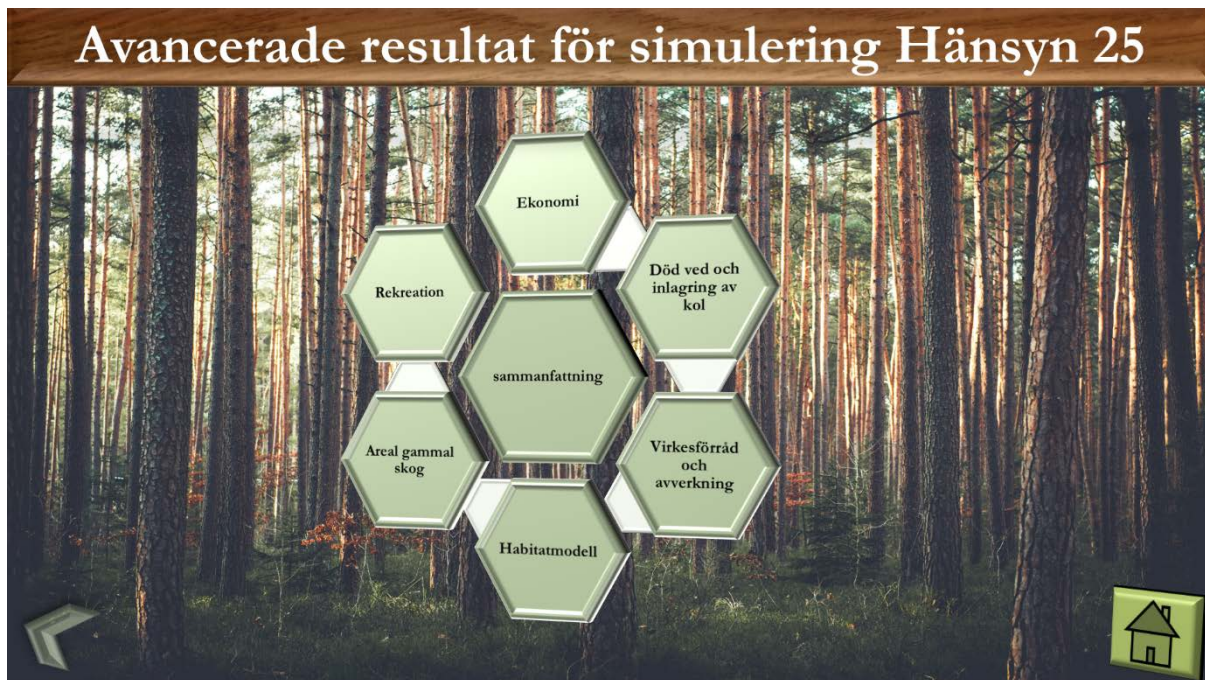 Avancerade resultat för simulering Hänsyn 25
Ekonomi
Död ved och
inlagring av
kol
Rekreation
sammanfattning
Areal gammal
skog
Virkesförråd
och
avverkning
Habitatmodell